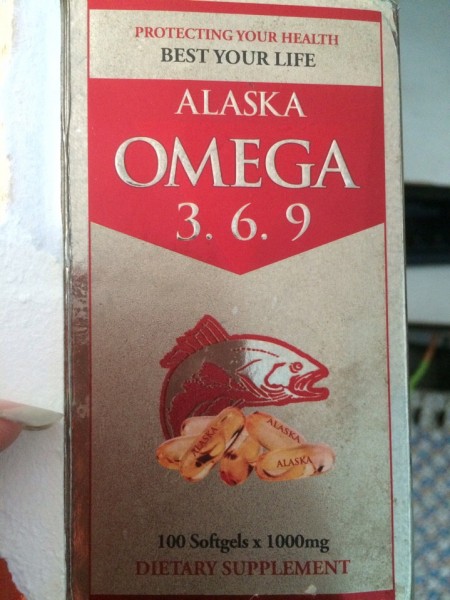 PROTECTING YOUR HEALTH
BEST YOUR LIFE
ALASKA
OMEGA
3. 6. 9
ALASKA
ALASKA
ALASKA
100 Softgels x 1000mg
DIETARY SUPPLEMENT